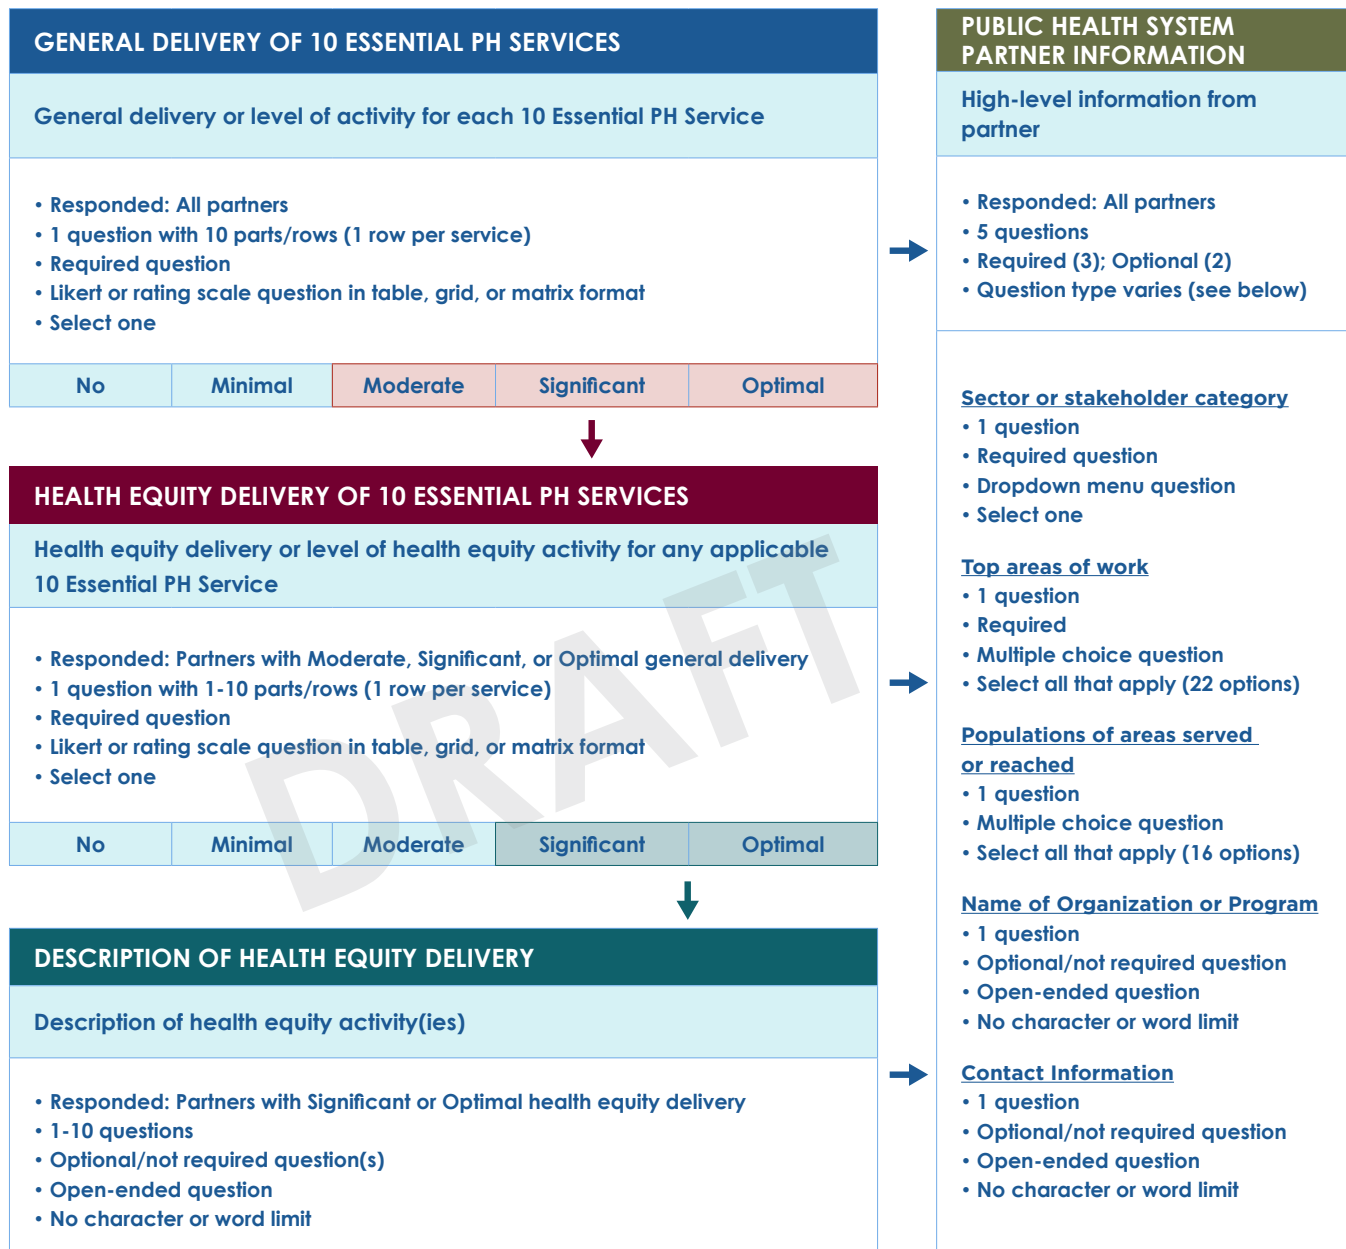 GENERAL DELIVERY OF 10 ESSENTIAL PH SERVICES
General delivery or level of activity for each 10 Essential PH Service
• Responded: All partners
• 1 question with 10 parts/rows (1 row per service)
• Required question
• Likert or rating scale question in table, grid, or matrix format
• Select one
No Minimal Moderate Significant Optimal
HEALTH EQUITY DELIVERY OF 10 ESSENTIAL PH SERVICES
Health equity delivery or level of health equity activity for any applicable
10 Essential PH Service
• Responded: Partners with Moderate, Significant, or Optimal general delivery
• 1 question with 1-10 parts/rows (1 row per service)
• Required question
• Likert or rating scale question in table, grid, or matrix format
• Select one
No Minimal Moderate Significant Optimal
DESCRIPTION OF HEALTH EQUITY DELIVERY
Description of health equity activity(ies)
• Responded: Partners with Significant or Optimal health equity delivery
• 1-10 questions
• Optional/not required question(s)
• Open-ended question
• No character or word limit
PUBLIC HEALTH SYSTEM
PARTNER INFORMATION
High-level information from
partner
• Responded: All partners
• 5 questions
• Required (3); Optional (2)
• Question type varies (see below)
Sector or stakeholder category
• 1 question
• Required question
• Dropdown menu question
• Select one
Top areas of work
• 1 question
• Required
• Multiple choice question
• Select all that apply (22 options)
Populations of areas served
or reached
• 1 question
• Multiple choice question
• Select all that apply (16 options)
Name of Organization or Program
• 1 question
• Optional/not required question
• Open-ended question
• No character or word limit
Contact Information
• 1 question
• Optional/not required question
• Open-ended question
• No character or word limit
DRAFT